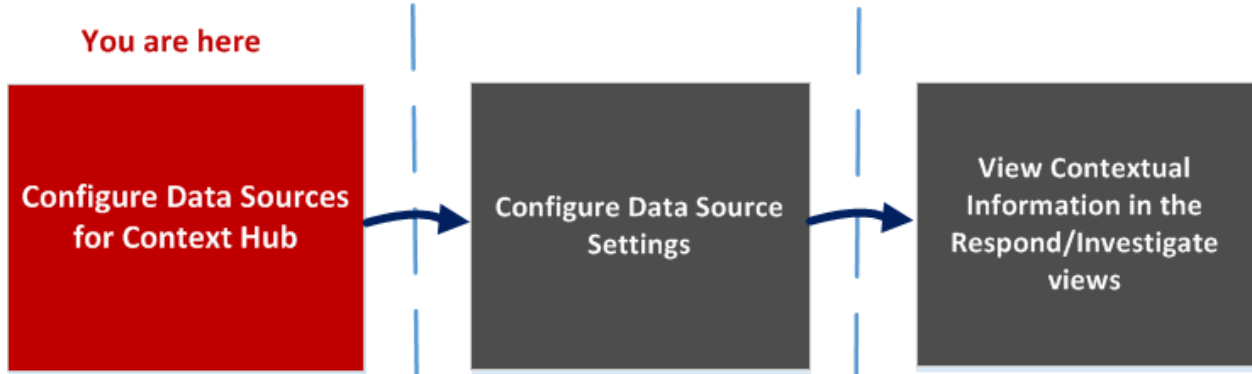 You are here
Configure Data Sources
for Context Hub
Configure Data Source
Settings
View Contextual
Information in the
Respond/Investigate
views